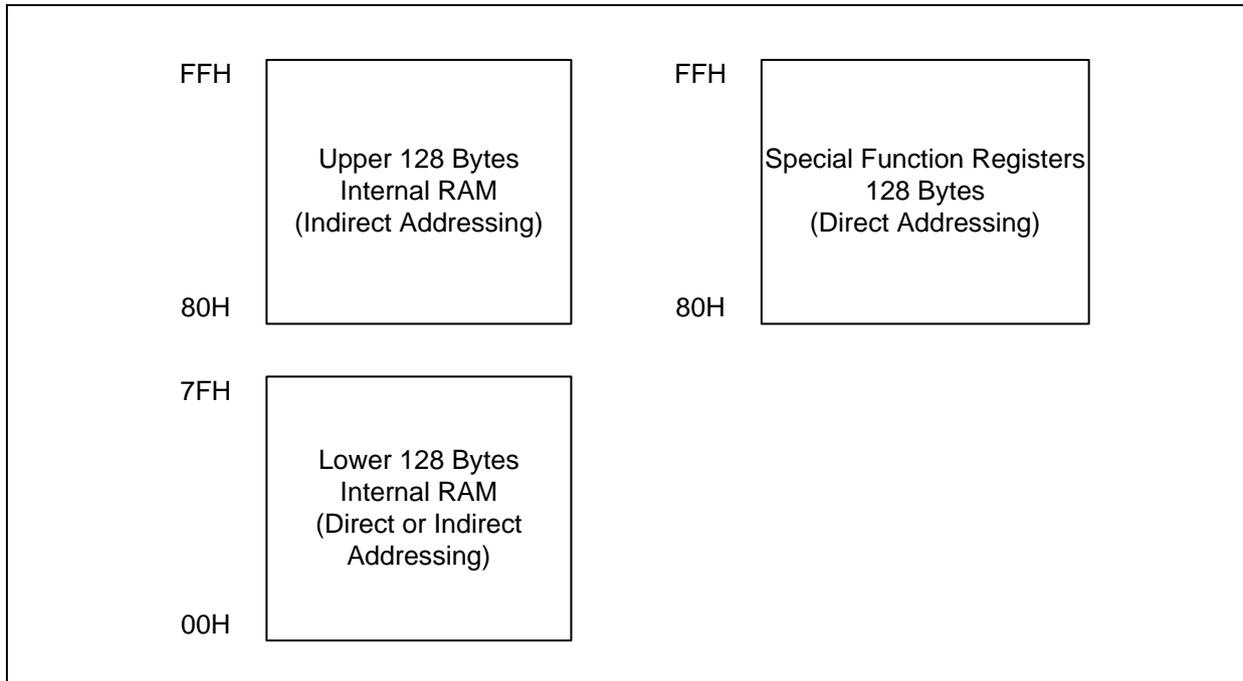 FFH
Upper 128 Bytes
Internal RAM
(Indirect Addressing)
80H
FFH
Special Function Registers
128 Bytes
(Direct Addressing)
80H
7FH
Lower 128 Bytes
Internal RAM
(Direct or Indirect
Addressing)
00H